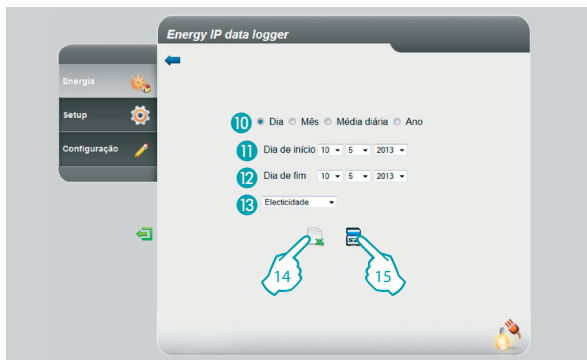 Energy IP data logger
Energia
Setup
Configuração
10 Dia Mês Média diária Ano
11 Dia de início 10 5 2013
12 Dia de fim 10 5 2013
13 Electicidade
14 15